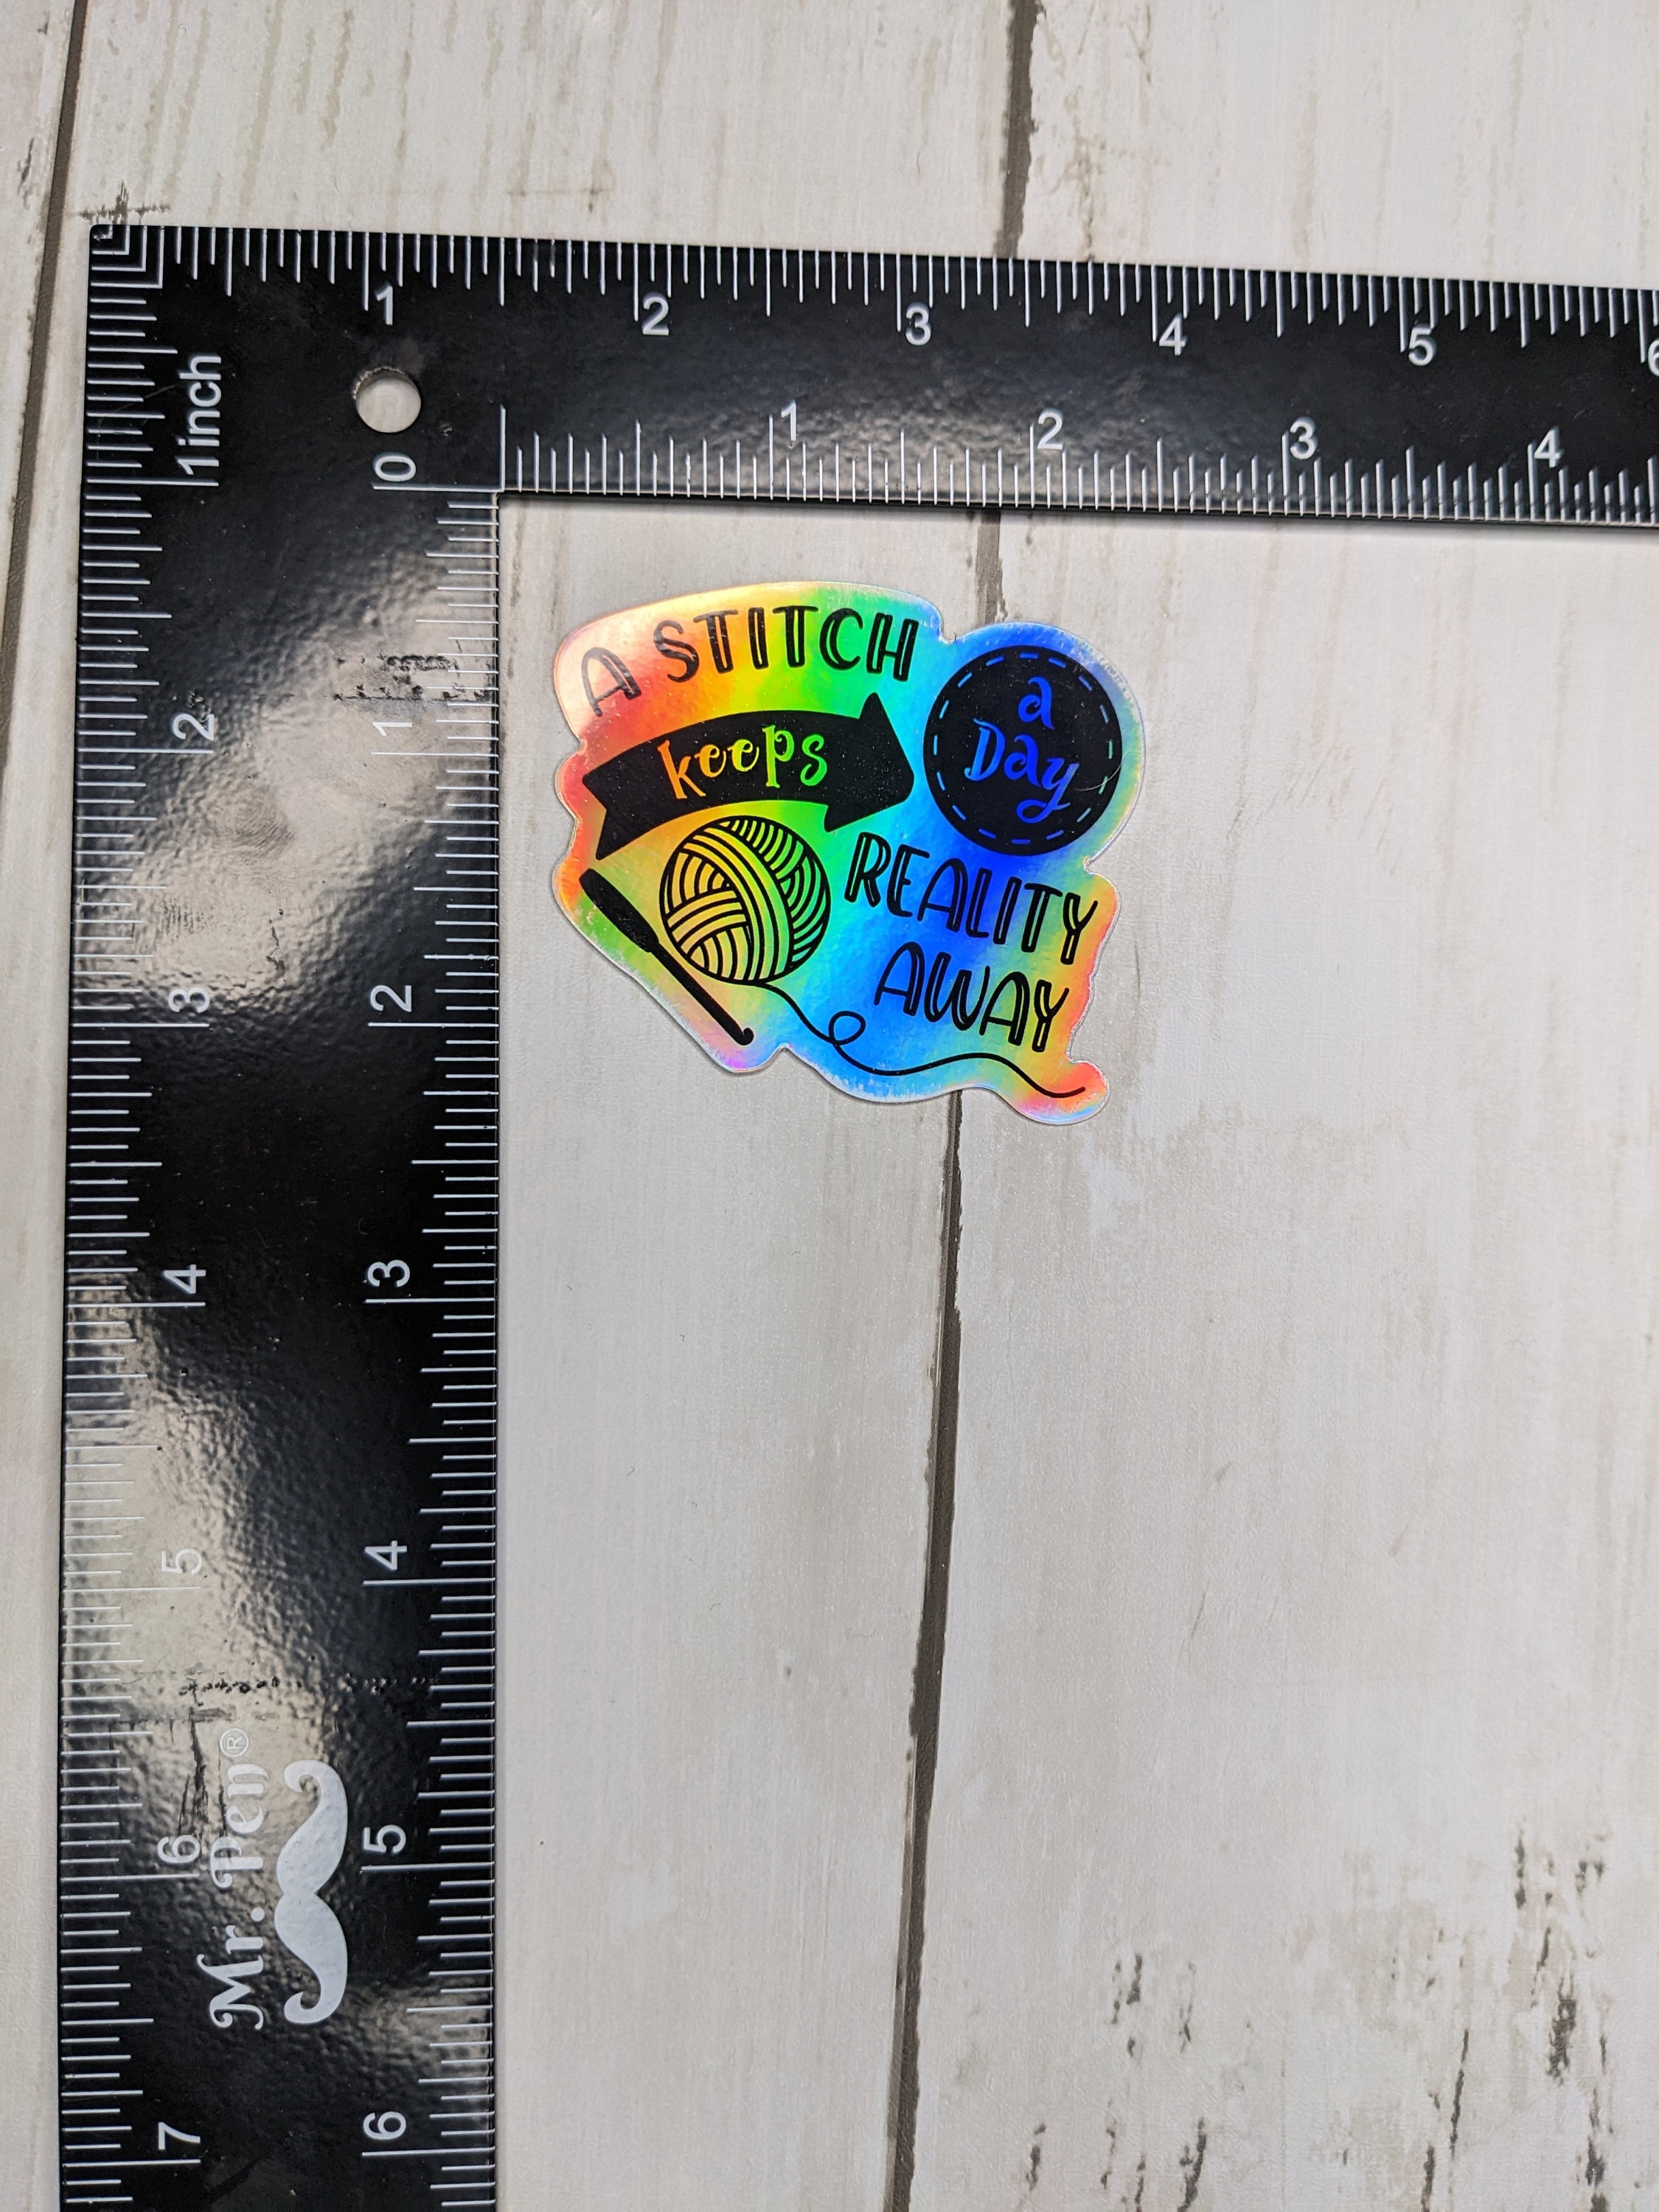 1 2 3 4 5 6
1 inch
0 1 2 3 4
2 3 4 5 6 7
1 2 3 4 5 6
Mr. Pen®
A STITCH
a
Day
keeps
REALITY
AWAY